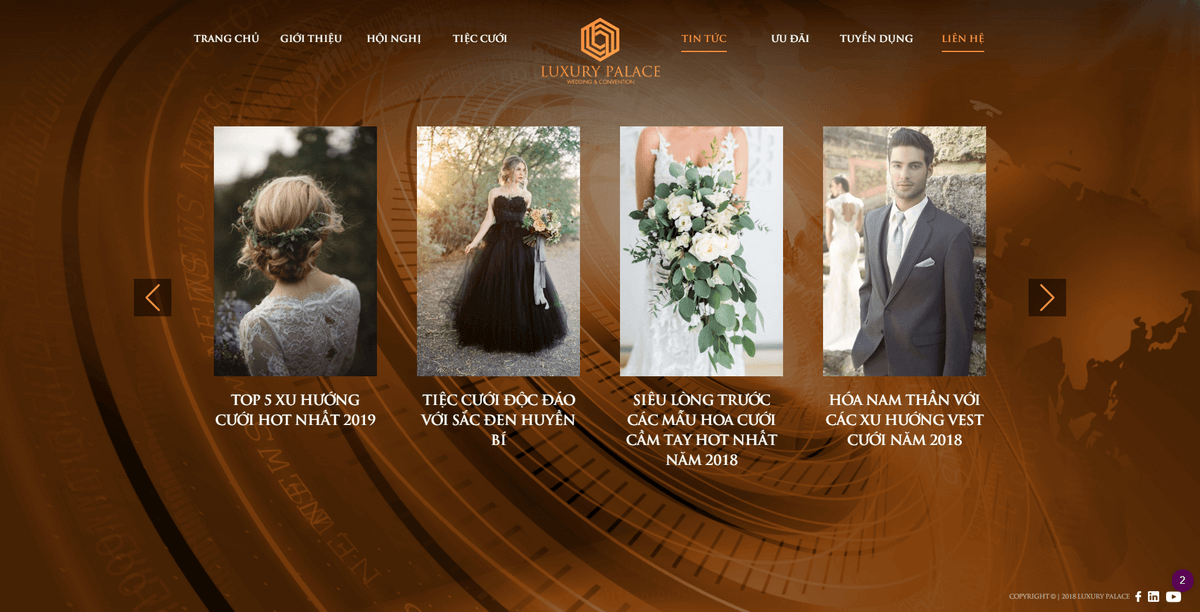 TRANG CHỦ GIỚI THIỆU HỘI NGHỊ TIỆC CƯỚI TIN TỨC ƯU ĐÃI TUYỂN DỤNG LIÊN HỆ
LUXURY PALACE
WEDDING & CONVENTION
NEWS
NEWS
TOP 5 XU HƯỚNG
CƯỚI HOT NHẤT 2019
TIỆC CƯỚI ĐỘC ĐÁO
VỚI SẮC ĐEN HUYỀN
BÍ
SIÊU LÒNG TRƯỚC
CÁC MẪU HOA CƯỚI
CẦM TAY HOT NHẤT
NĂM 2018
HÓA NAM THẦN VỚI
CÁC XU HƯỚNG VEST
CƯỚI NĂM 2018
COPYRIGHT © | 2018 LUXURY PALACE
2